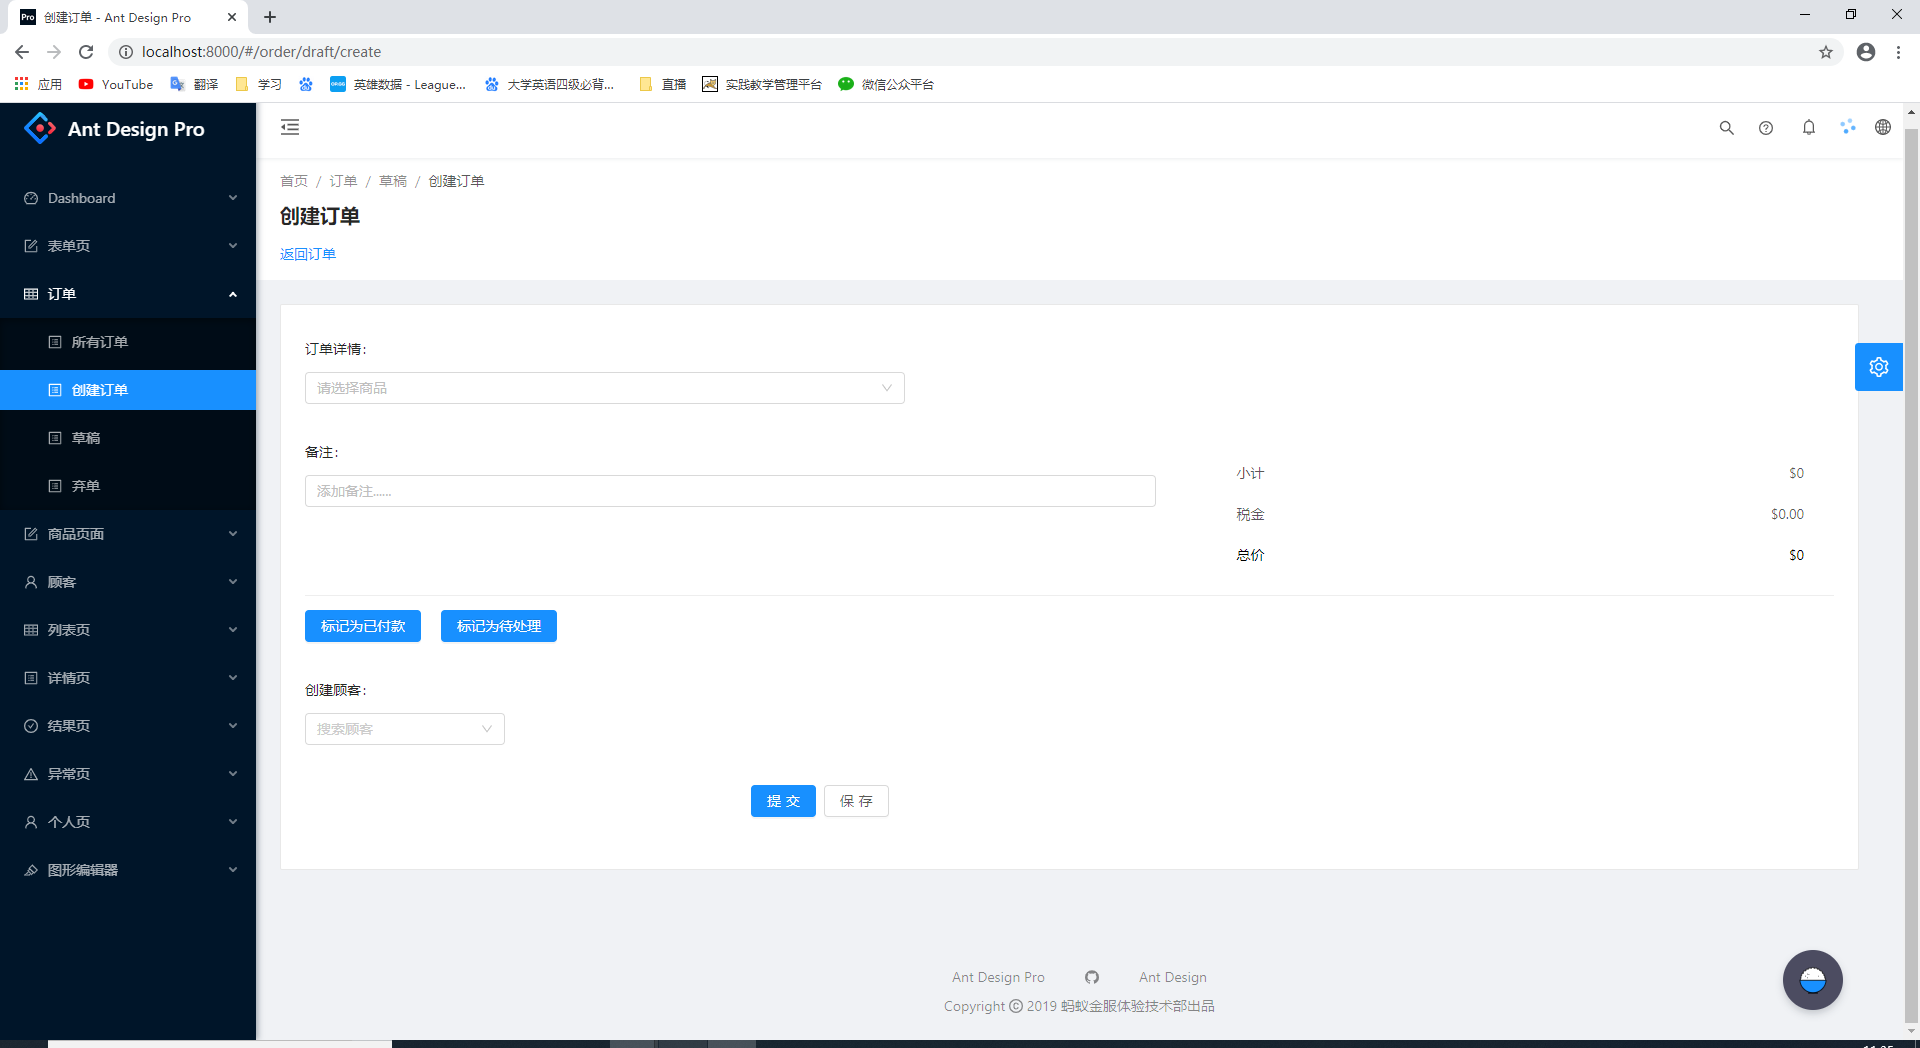 创建订单 - Ant Design Pro
localhost:8000/#/order/draft/create
应用 YouTube 翻译 学习 英雄数据 - League... 大学英语四级必背... 直播 实践教学管理平台 微信公众平台
Ant Design Pro
Dashboard
表单页
订单
所有订单
创建订单
草稿
弃单
商品页面
顾客
列表页
详情页
结果页
异常页
个人页
图形编辑器
首页 / 订单 / 草稿 / 创建订单
创建订单
返回订单
订单详情:
请选择商品
备注:
添加备注......
小计 $0
税金 $0.00
总价 $0
标记为已付款 标记为待处理
创建顾客:
搜索顾客
提 交 保 存
Ant Design Pro Ant Design
Copyright © 2019 蚂蚁金服体验技术部出品